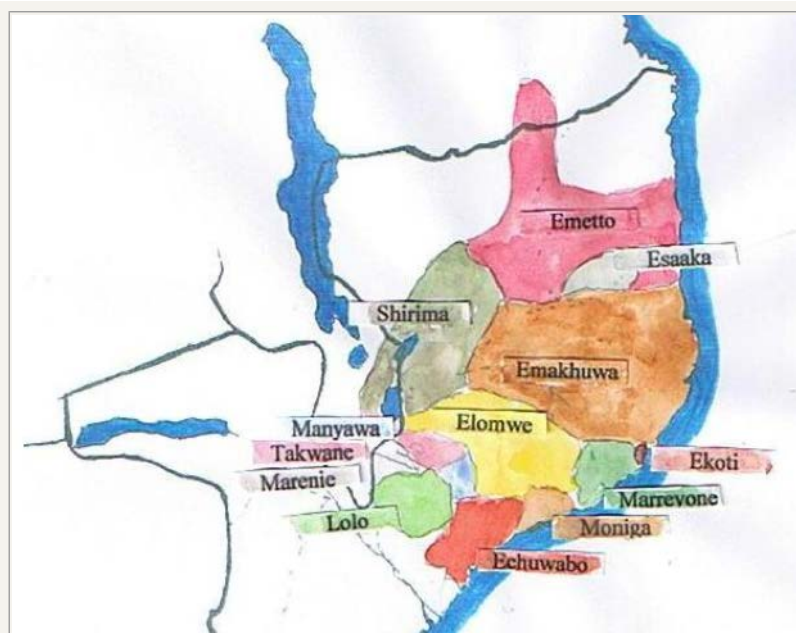 Emetto
Esaaka
Shirima
Emakhuwa
Manyawa
Elomwe
Takwane
Ekoti
Marenie
Marrevone
Lolo
Moniga
Echuwabo